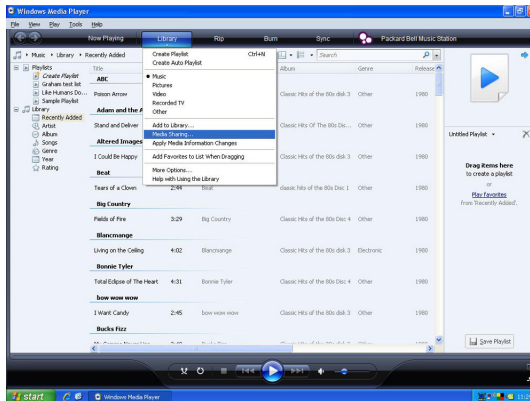 Windows Media Player
File View Play Tools Help
Now Playing Library Rip Burn Sync Packard Bell Music Station
Music Library Recently Added
Search
Create Playlist Ctrl+N
Create Auto Playlist
Music
Pictures
Video
Recorded TV
Other
Add to Library...
Media Sharing...
Apply Media Information Changes
Add Favorites to List When Dragging
More Options...
Help with Using the Library
Playlists
Create Playlist
Graham test list
Like Humans Do...
Sample Playlist
Library
Recently Added
Artist
Album
Songs
Genre
Year
Rating
Title Album Genre Release
ABC
Poison Arrow Classic Hits of the 80s disk 3 Other 1980
Adam and the A
Stand and Deliver Classic Hits Of The 80s Dis... Other 1980
Altered Images
I Could Be Happy Classic Hits of the 80s disk 3 Other 1980
Beat
Tears of a Clown 2:44 Beat classic hits of the 80s Disc 1 Other 1980
Big Country
Fields of Fire 3:29 Big Country Classic Hits of the 80s Disc 4 Other 1980
Blancmange
Living on the Ceiling 4:02 Blancmange Classic Hits of the 80s disk 3 Electronic 1980
Bonnie Tyler
Total Eclipse of The Heart 4:31 Bonnie Tyler Classic Hits of the 80s Disc 4 Other 1980
bow wow wow
I Want Candy 2:45 bow wow wow Classic Hits of the 80s disk 3 Other 1980
Bucks Fizz
Untitled Playlist
Drag items here
to create a playlist
or
Play favorites
from 'Recently Added'.
Save Playlist
start Windows Media Player